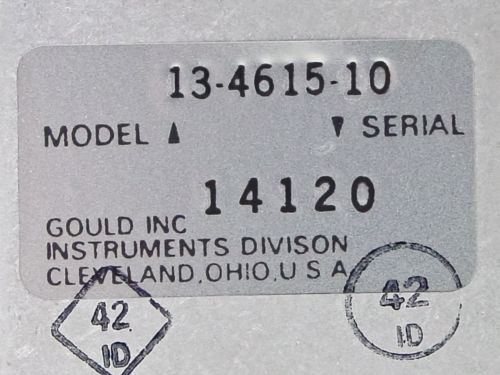 13-4615-10
MODEL ▲ ▼ SERIAL
14120
GOULD INC
INSTRUMENTS DIVISON
CLEVELAND, OHIO, U S A
42
ID
42
ID